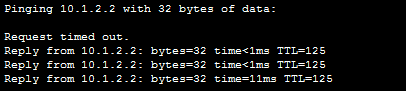 Pinging 10.1.2.2 with 32 bytes of data:
Request timed out.
Reply from 10.1.2.2: bytes=32 time<1ms TTL=125
Reply from 10.1.2.2: bytes=32 time<1ms TTL=125
Reply from 10.1.2.2: bytes=32 time=11ms TTL=125